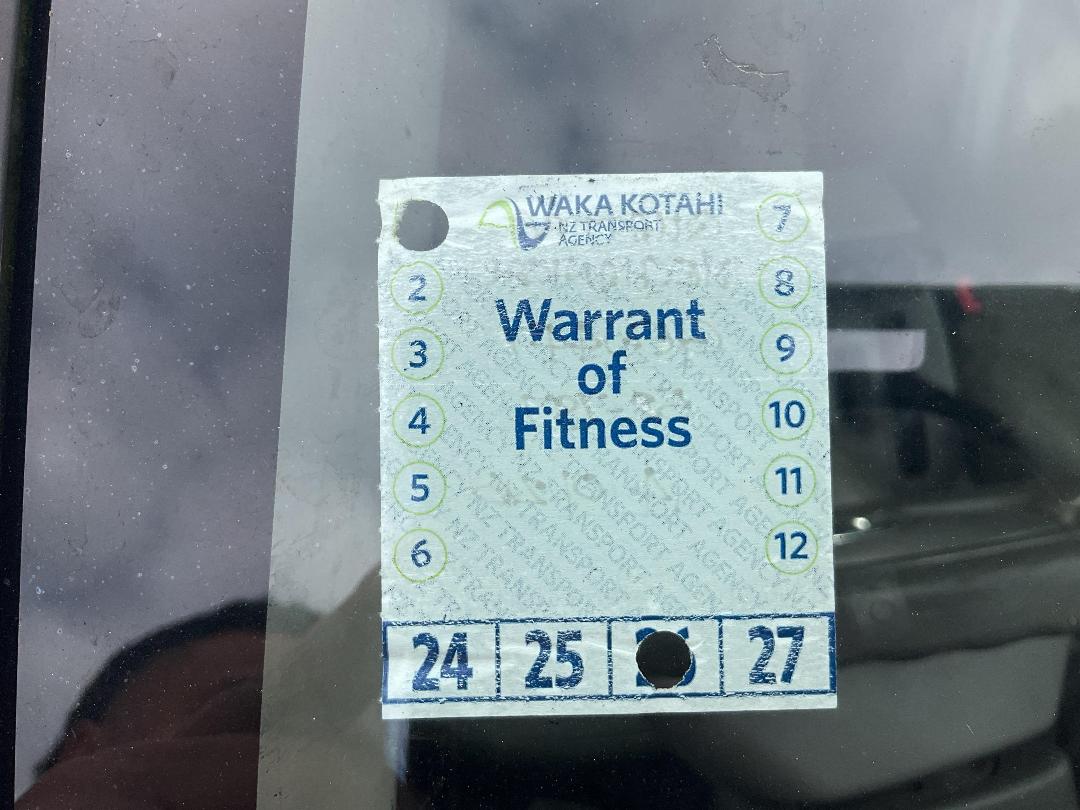 WAKA KOTAHI
NZ TRANSPORT
AGENCY
Warrant
of
Fitness
2
3
4
5
6
7
8
9
10
11
12
24
25
27